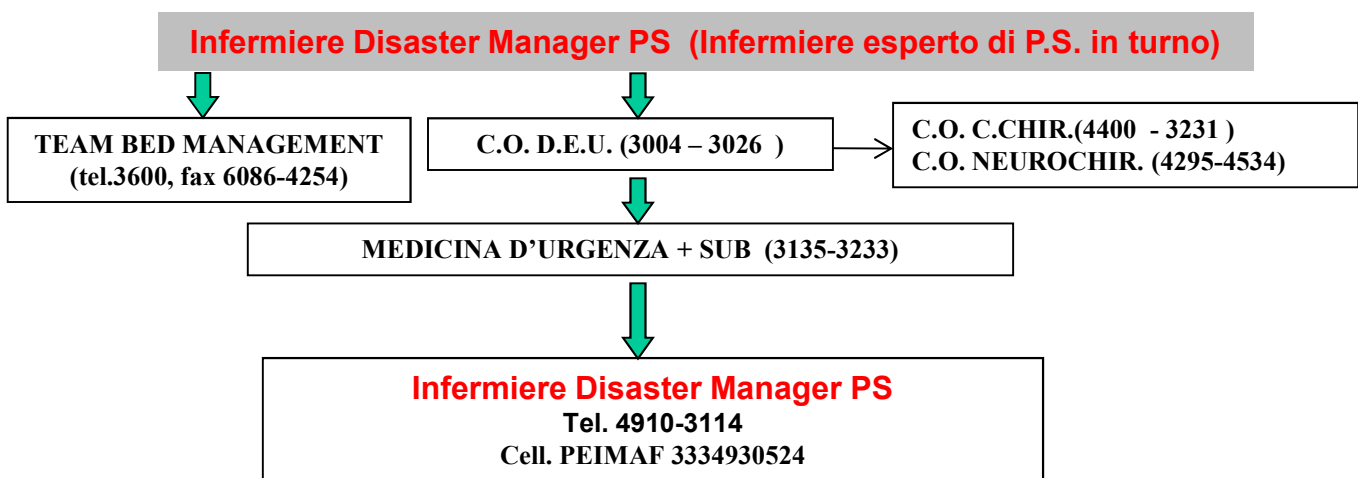 Infermiere Disaster Manager PS (Infermiere esperto di P.S. in turno)
TEAM BED MANAGEMENT
(tel.3600, fax 6086-4254)
C.O. D.E.U. (3004 – 3026 )
C.O. C.CHIR.(4400 - 3231 )
C.O. NEUROCHIR. (4295-4534)
MEDICINA D’URGENZA + SUB (3135-3233)
Infermiere Disaster Manager PS
Tel. 4910-3114
Cell. PEIMAF 3334930524